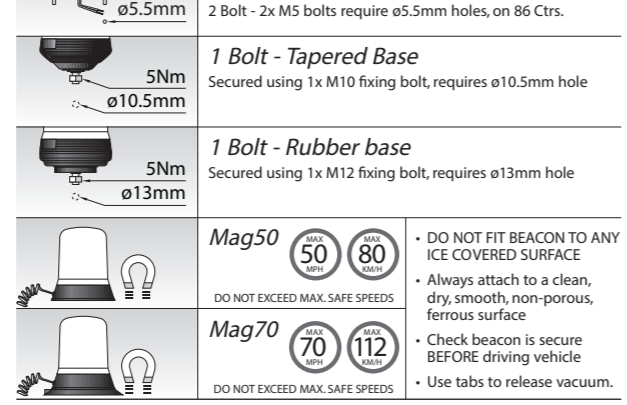 ø5.5mm
2 Bolt - 2x M5 bolts require ø5.5mm holes, on 86 Ctrs.
5Nm
ø10.5mm
1 Bolt - Tapered Base
Secured using 1x M10 fixing bolt, requires ø10.5mm hole
5Nm
ø13mm
1 Bolt - Rubber base
Secured using 1x M12 fixing bolt, requires ø13mm hole
Mag50
MAX
50
MPH
MAX
80
KM/H
DO NOT EXCEED MAX. SAFE SPEEDS
Mag70
MAX
70
MPH
MAX
112
KM/H
DO NOT EXCEED MAX. SAFE SPEEDS
• DO NOT FIT BEACON TO ANY
ICE COVERED SURFACE
• Always attach to a clean,
dry, smooth, non-porous,
ferrous surface
• Check beacon is secure
BEFORE driving vehicle
• Use tabs to release vacuum.